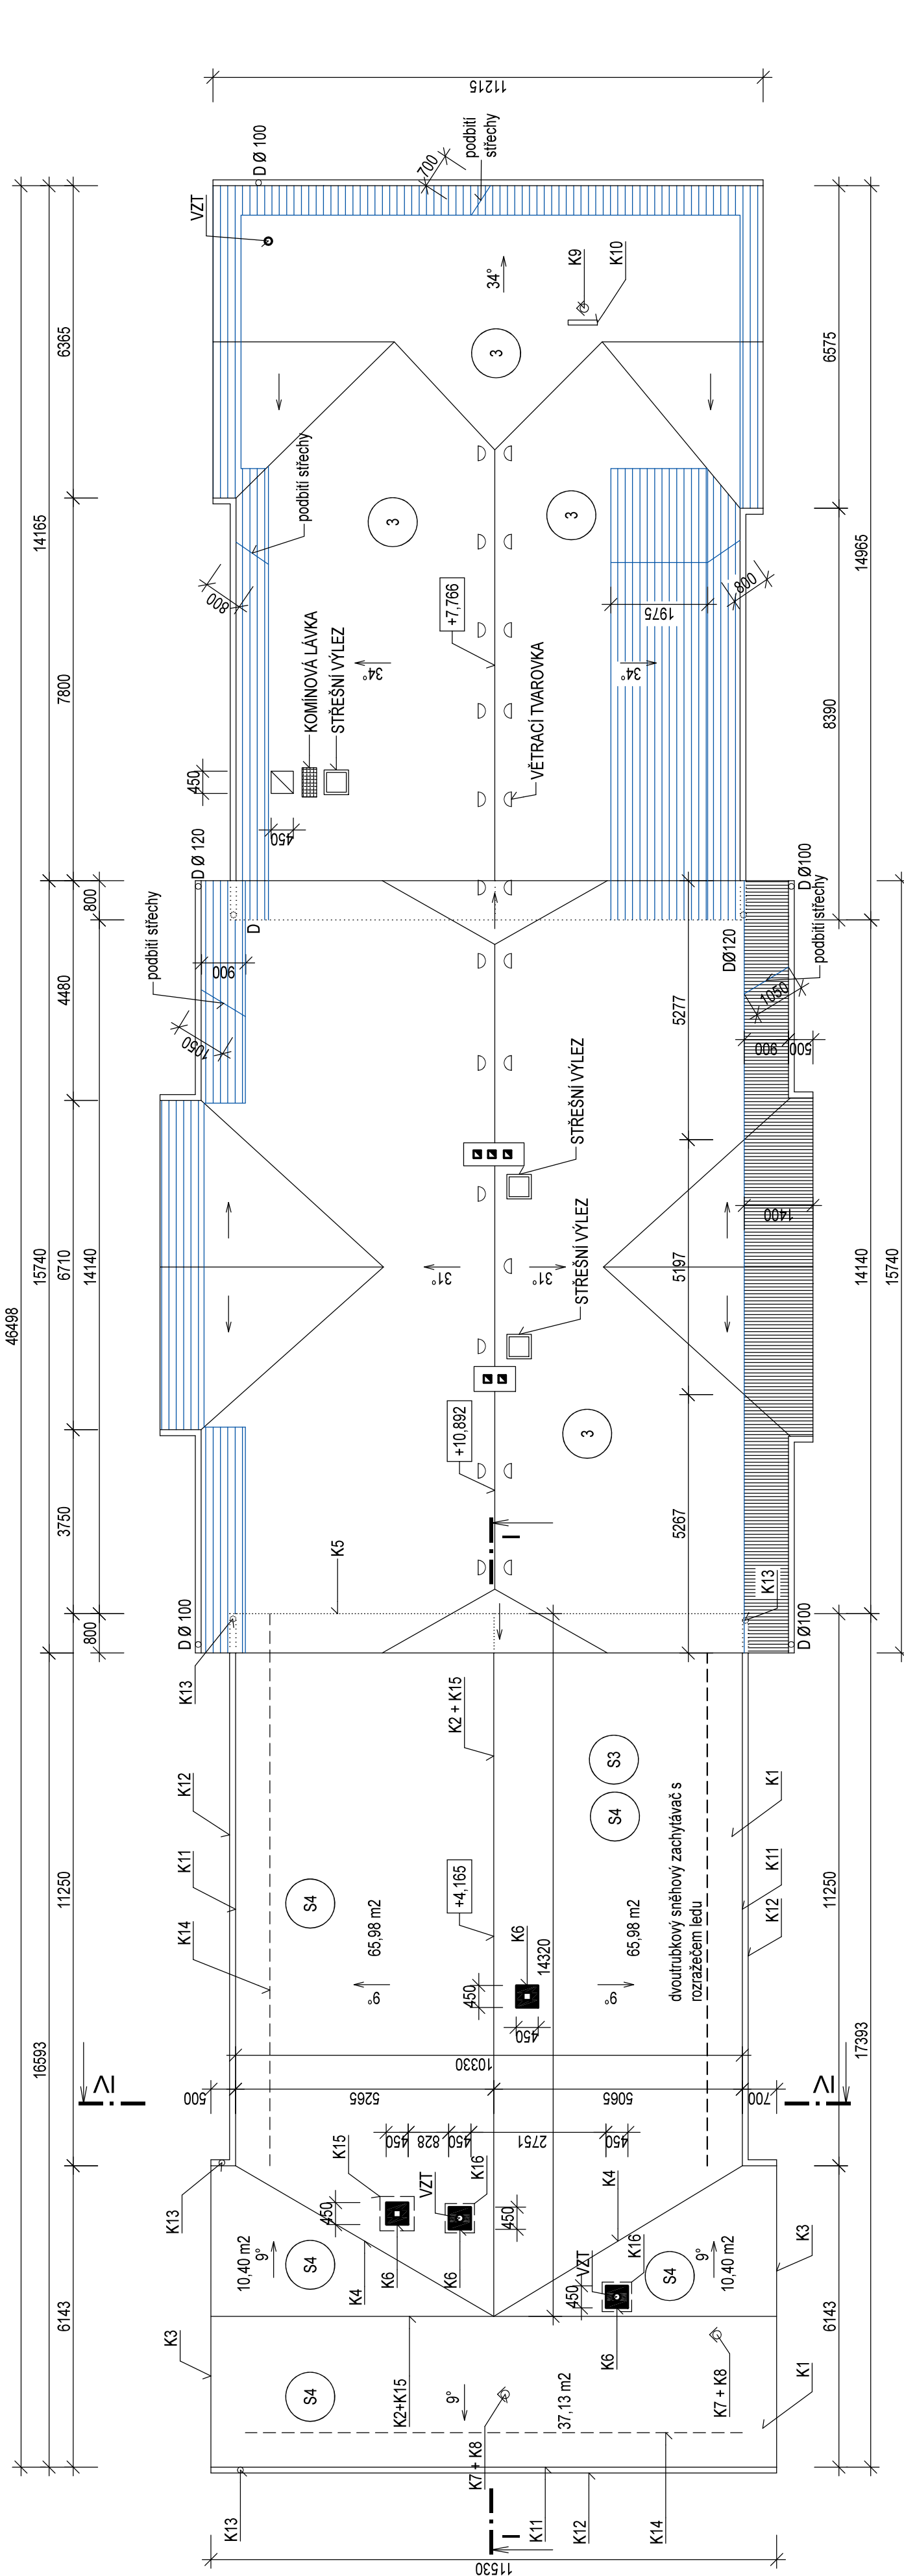 46498
16593
15740
14165
6143
11250
3750
6710
4480
7800
6365
800
14140
800
11215
11530
K13
K3
K13
K14
K11
K12
K13
D Ø 100
K5
podbití střechy
1050
900
D Ø 120
D
450
450
KOMÍNOVÁ LÁVKA
STŘEŠNÍ VÝLEZ
800
podbití střechy
VZT
D Ø 100
700
podbití
střechy
34°
3
K9
K10
3
3
34°
34°
+7,766
1975
800
VĚTRACÍ TVAROVKA
DØ120
D Ø100
podbití střechy
1050
900
500
1400
5277
5197
5267
STŘEŠNÍ VÝLEZ
STŘEŠNÍ VÝLEZ
31°
31°
+10,892
3
I
K13
D Ø100
K2 + K15
S3
S4
S4
65,98 m2
65,98 m2
9°
9°
+4,165
K6
14320
450
450
dvoutrubkový sněhový zachytávač s
rozražečem ledu
K1
K11
K12
IV
IV
500
5265
5065
700
10330
450
828
450
2751
450
K15
450
VZT
K16
450
K4
K6
K6
K4
10,40 m2
9°
S4
VZT
K16
450
S4
9°
10,40 m2
K6
K3
K2+K15
S4
9°
37,13 m2
K7 + K8
K7 + K8
K1
K11
K12
K14
I
6143
11250
14140
8390
6575
17393
14965
15740